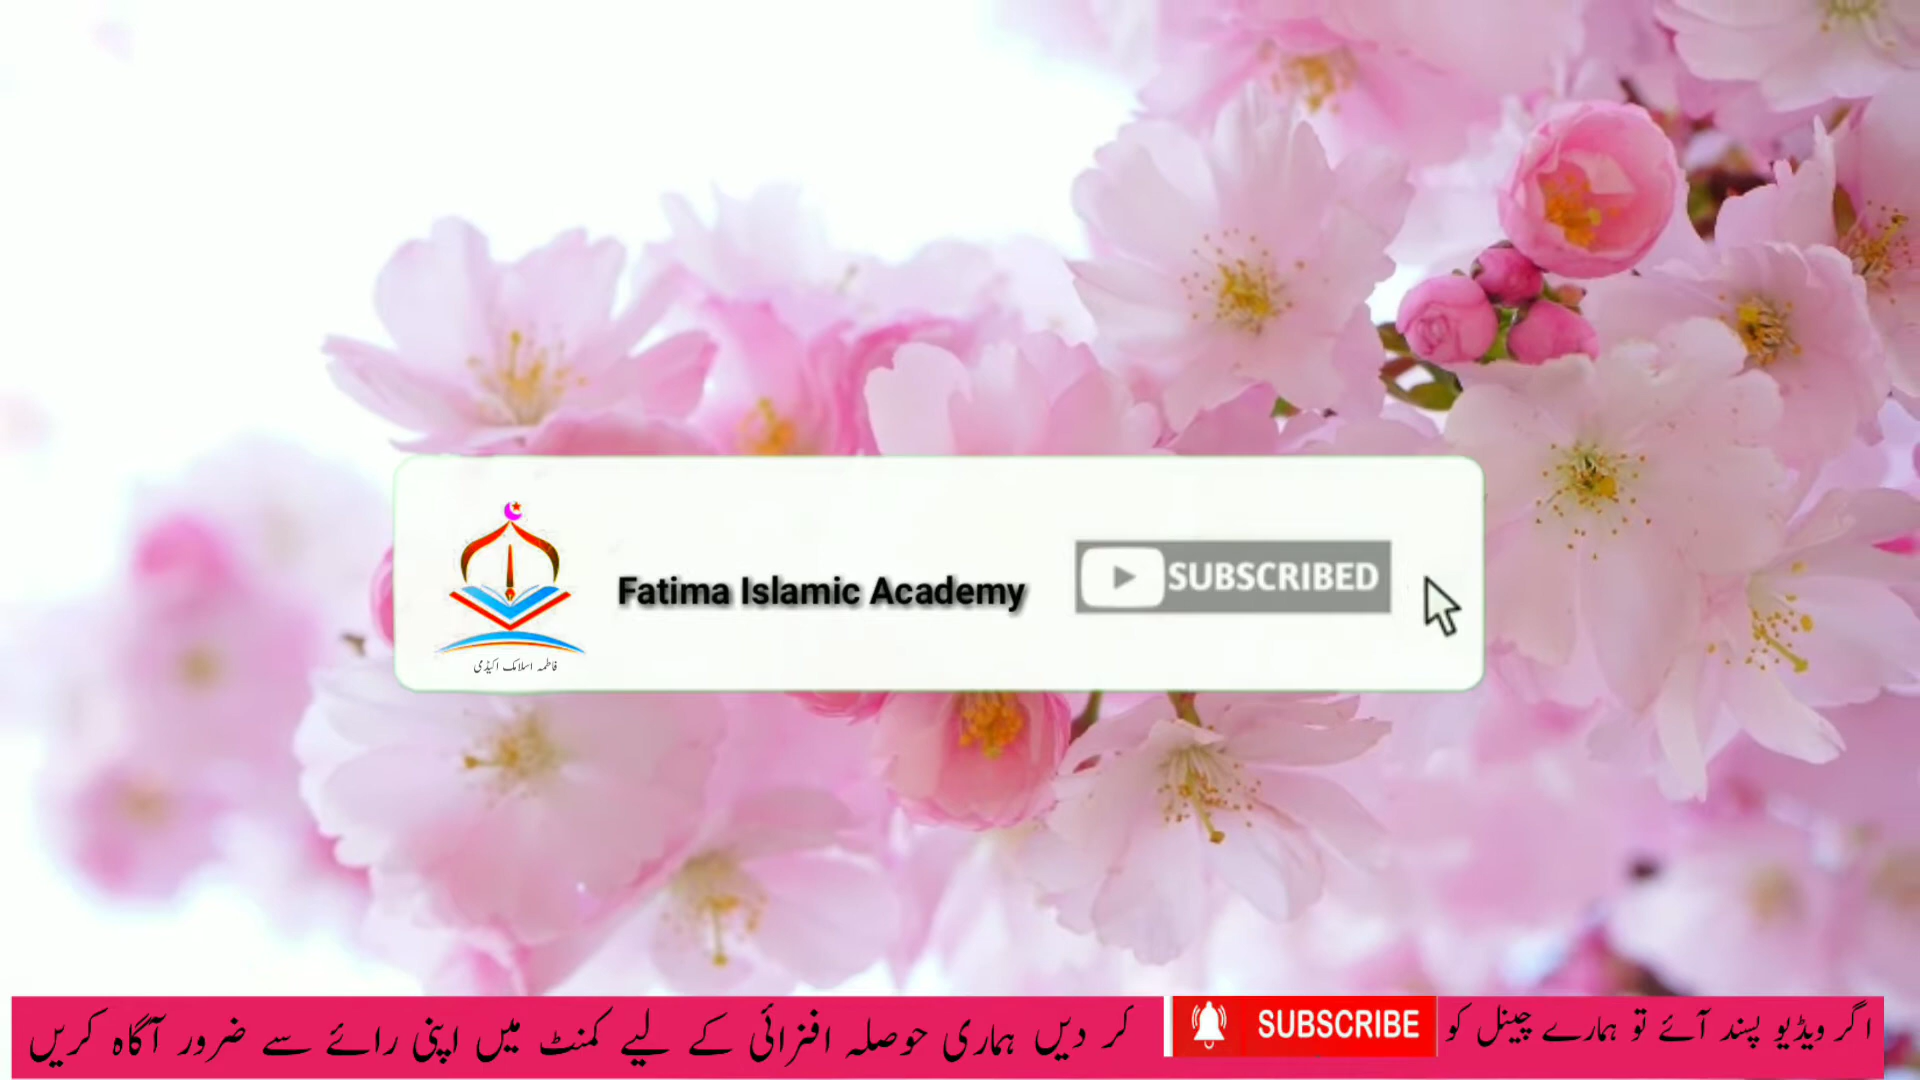 Fatima Islamic Academy
SUBSCRIBED
فاطمہ اسلامک اکیڈمی
اگر ویڈیو پسند آئے تو ہمارے چینل کو SUBSCRIBE کر دیں ہماری حوصلہ افزائی کے لیے کمنٹ میں اپنی رائے سے ضرور آگاہ کریں